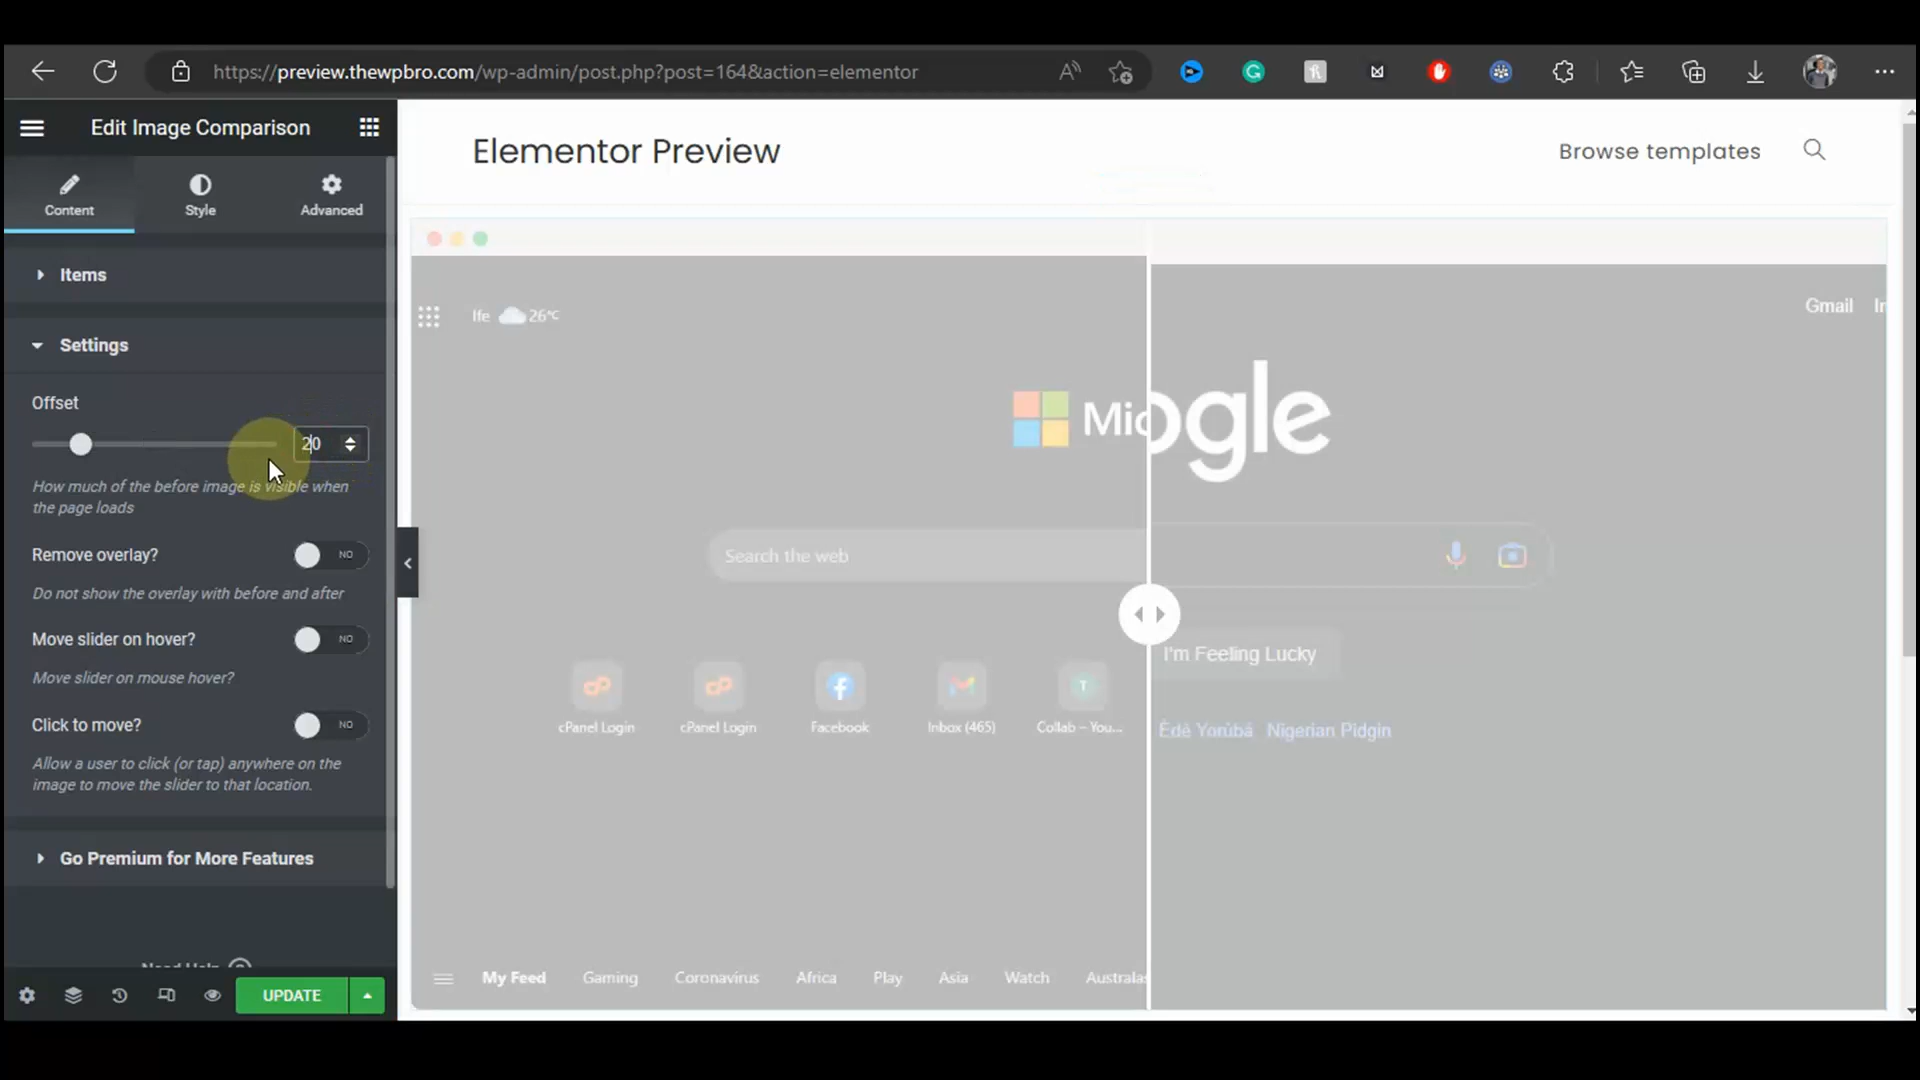 https://preview.thewpbro.com/wp-admin/post.php?post=164&action=elementor
Edit Image Comparison
Content
Style
Advanced
Items
Settings
Offset
20
How much of the before image is visible when
the page loads
Remove overlay?
NO
Do not show the overlay with before and after
Move slider on hover?
NO
Move slider on mouse hover?
Click to move?
NO
Allow a user to click (or tap) anywhere on the
image to move the slider to that location.
Go Premium for More Features
Need Help
UPDATE
Elementor Preview
Browse templates
Ife 26°C
Gmail
Mic
ogle
Search the web
I'm Feeling Lucky
cPanel Login
cPanel Login
Facebook
Inbox (465)
Collab – You...
T
Èdè Yorùbá Nigerian Pidgin
My Feed Gaming Coronavirus Africa Play Asia Watch Australas